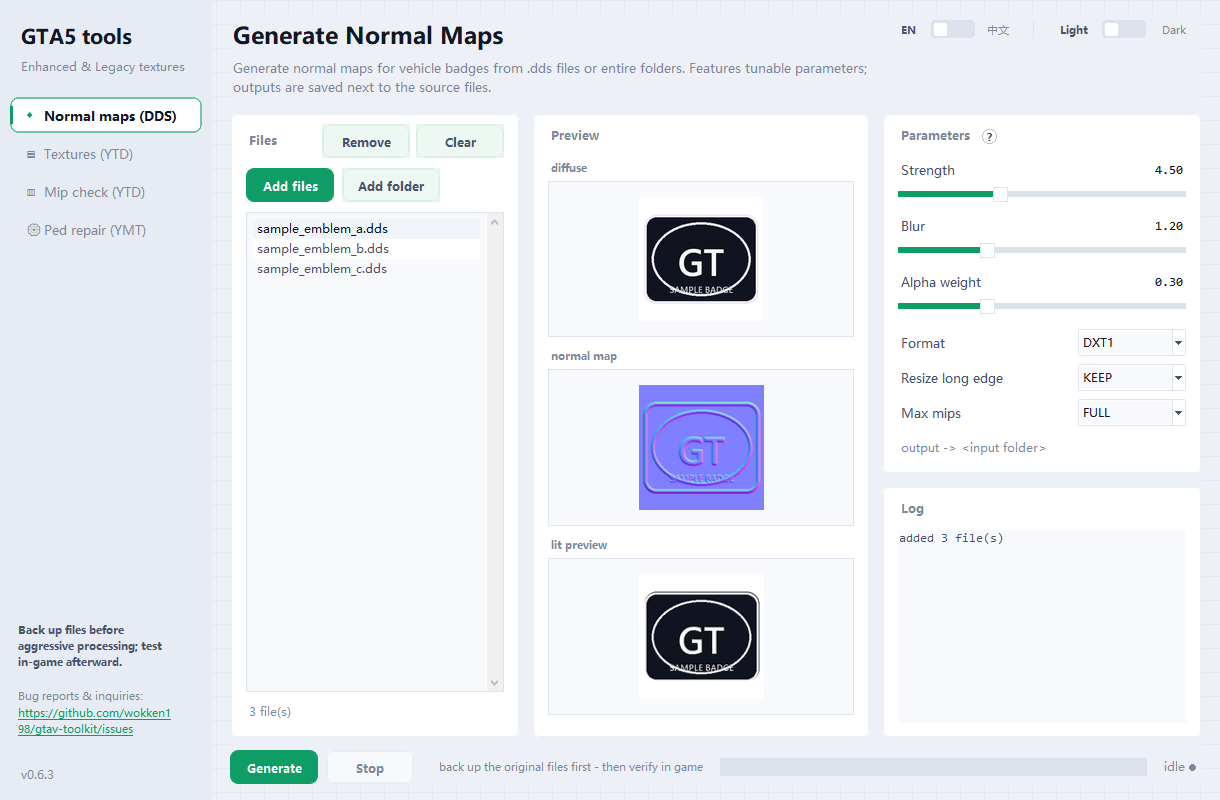 GTA5 tools
Enhanced & Legacy textures
Normal maps (DDS)
Textures (YTD)
Mip check (YTD)
Ped repair (YMT)
Back up files before
aggressive processing; test
in-game afterward.
Bug reports & inquiries:
https://github.com/wokken1
98/gtav-toolkit/issues
v0.6.3
Generate Normal Maps
EN 中文 Light Dark
Generate normal maps for vehicle badges from .dds files or entire folders. Features tunable parameters;
outputs are saved next to the source files.
Files
Remove
Clear
Add files
Add folder
sample_emblem_a.dds
sample_emblem_b.dds
sample_emblem_c.dds
3 file(s)
Preview
diffuse
GT
SAMPLE BADGE
normal map
GT
SAMPLE BADGE
lit preview
GT
SAMPLE BADGE
Parameters ?
Strength 4.50
Blur 1.20
Alpha weight 0.30
Format DXT1
Resize long edge KEEP
Max mips FULL
output -> <input folder>
Log
added 3 file(s)
Generate
Stop
back up the original files first - then verify in game
idle